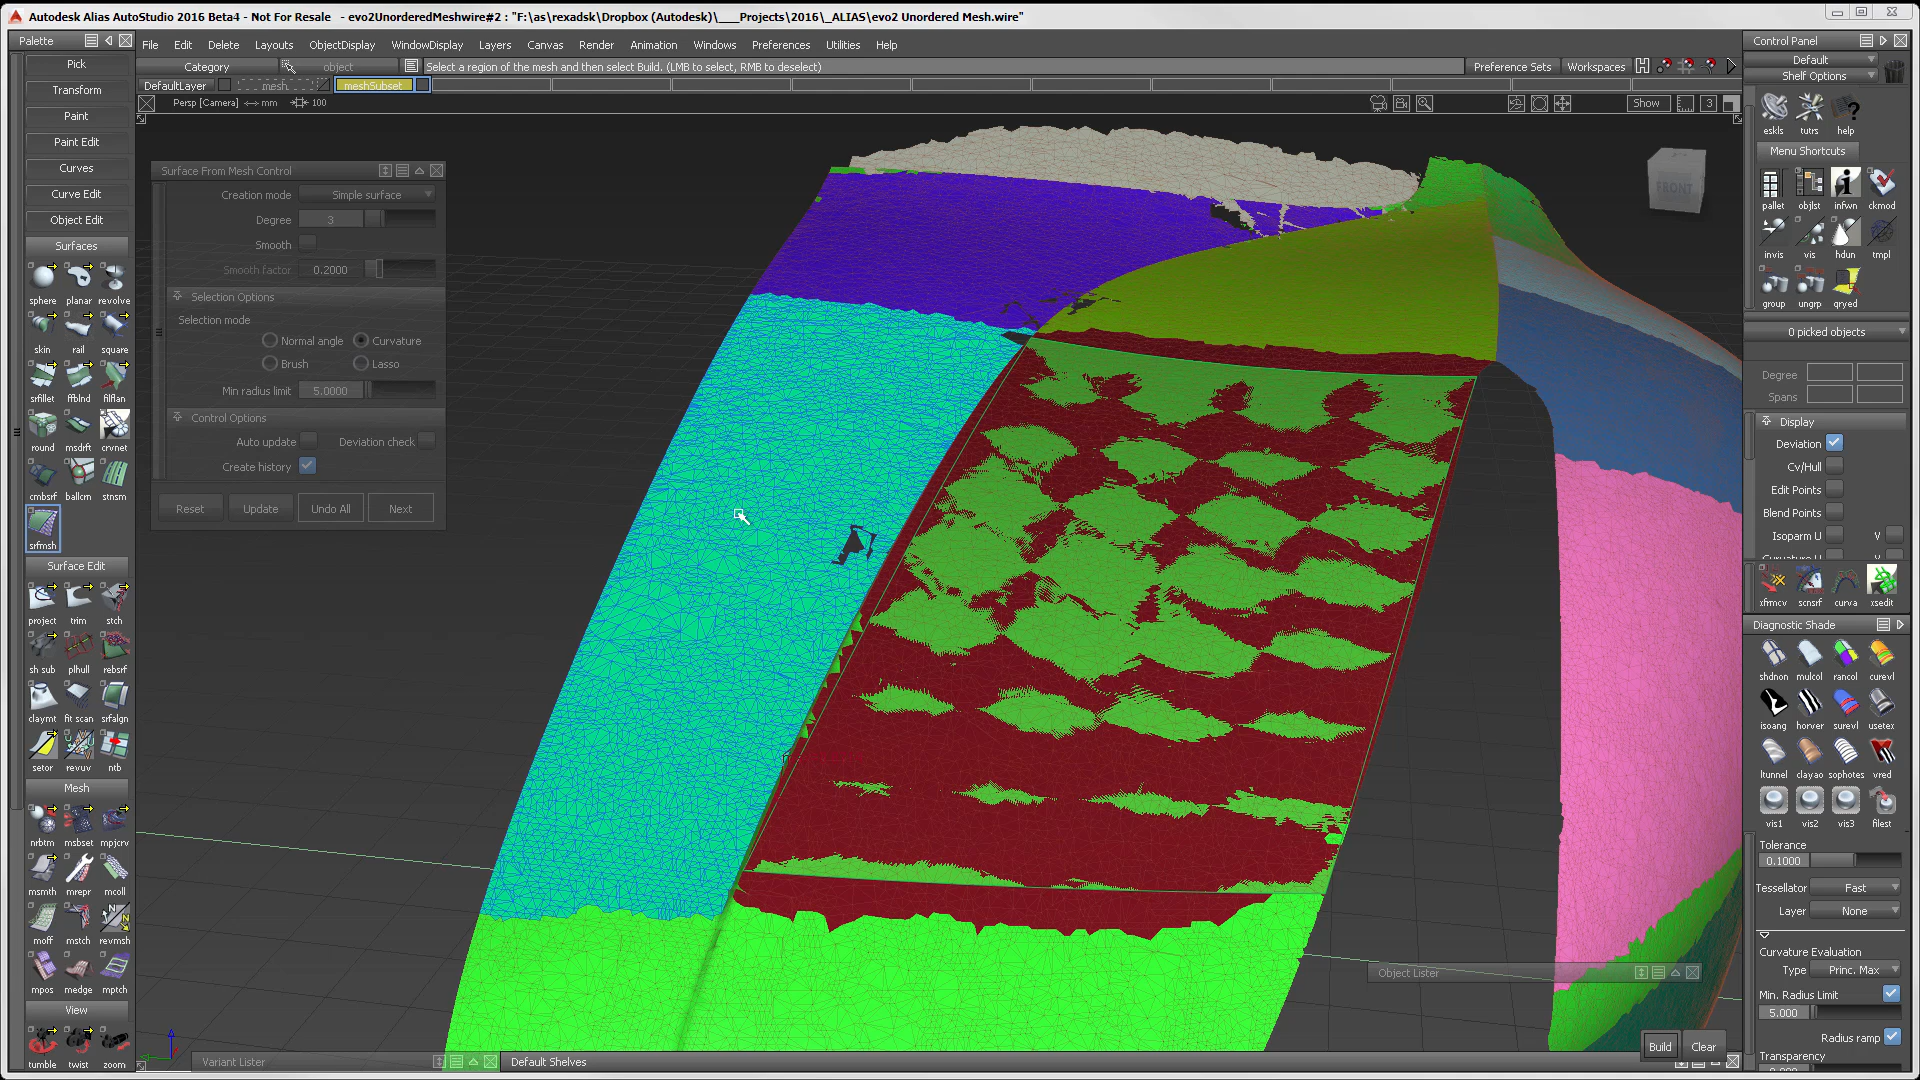 Autodesk Alias AutoStudio 2016 Beta4 - Not For Resale - evo2UnorderedMeshwire#2 : "F:\as\rexadsk\Dropbox (Autodesk)\___Projects\2016\_ALIAS\evo2 Unordered Mesh.wire"
Palette
File Edit Delete Layouts ObjectDisplay WindowDisplay Layers Canvas Render Animation Windows Preferences Utilities Help
Category object Select a region of the mesh and then select Build. (LMB to select, RMB to deselect) Preference Sets Workspaces
DefaultLayer mesh meshSubset
Persp [Camera] mm 100 Show 3
Pick
Transform
Paint
Paint Edit
Curves
Curve Edit
Object Edit
Surfaces
sphere planar revolve
skin rail square
srfillet ffblnd filflan
round msdrft crvnet
cmbsrf ballcrn stnsrn
srfmsh
Surface Edit
project trim stch
sh sub plhull rebsrf
claymt fit scan srfalgn
setor revuv ntb
Mesh
nrbtm msbset mpjcrv
msmth mrepr mcoll
moff mstch revmsh
mpos medge mptch
View
tumble twist zoom
Surface From Mesh Control
Creation mode Simple surface
Degree 3
Smooth
Smooth factor 0.2000
Selection Options
Selection mode
Normal angle Curvature
Brush Lasso
Min radius limit 5.0000
Control Options
Auto update Deviation check
Create history
Reset Update Undo All Next
FRONT
Object Lister
Build Clear
Variant Lister
Default Shelves
Control Panel
Default
Shelf Options
eskls tutrs help
Menu Shortcuts
pallet objlst infwn ckmod
invis vis hdun tmpl
group ungrp qryed
0 picked objects
Degree
Spans
Display
Deviation
Cv/Hull
Edit Points
Blend Points
Isoparm U V
Curvature U V
xfrmcv scnsrf curva xsedit
Diagnostic Shade
shdnon mulcol rancol curevl
isoang horver surevl usetex
ltunnel clayao sophotes vred
vis1 vis2 vis3 filest
Tolerance
0.1000
Tessellator Fast
Layer None
Curvature Evaluation
Type Princ. Max
Min. Radius Limit
5.000
Radius ramp
Transparency